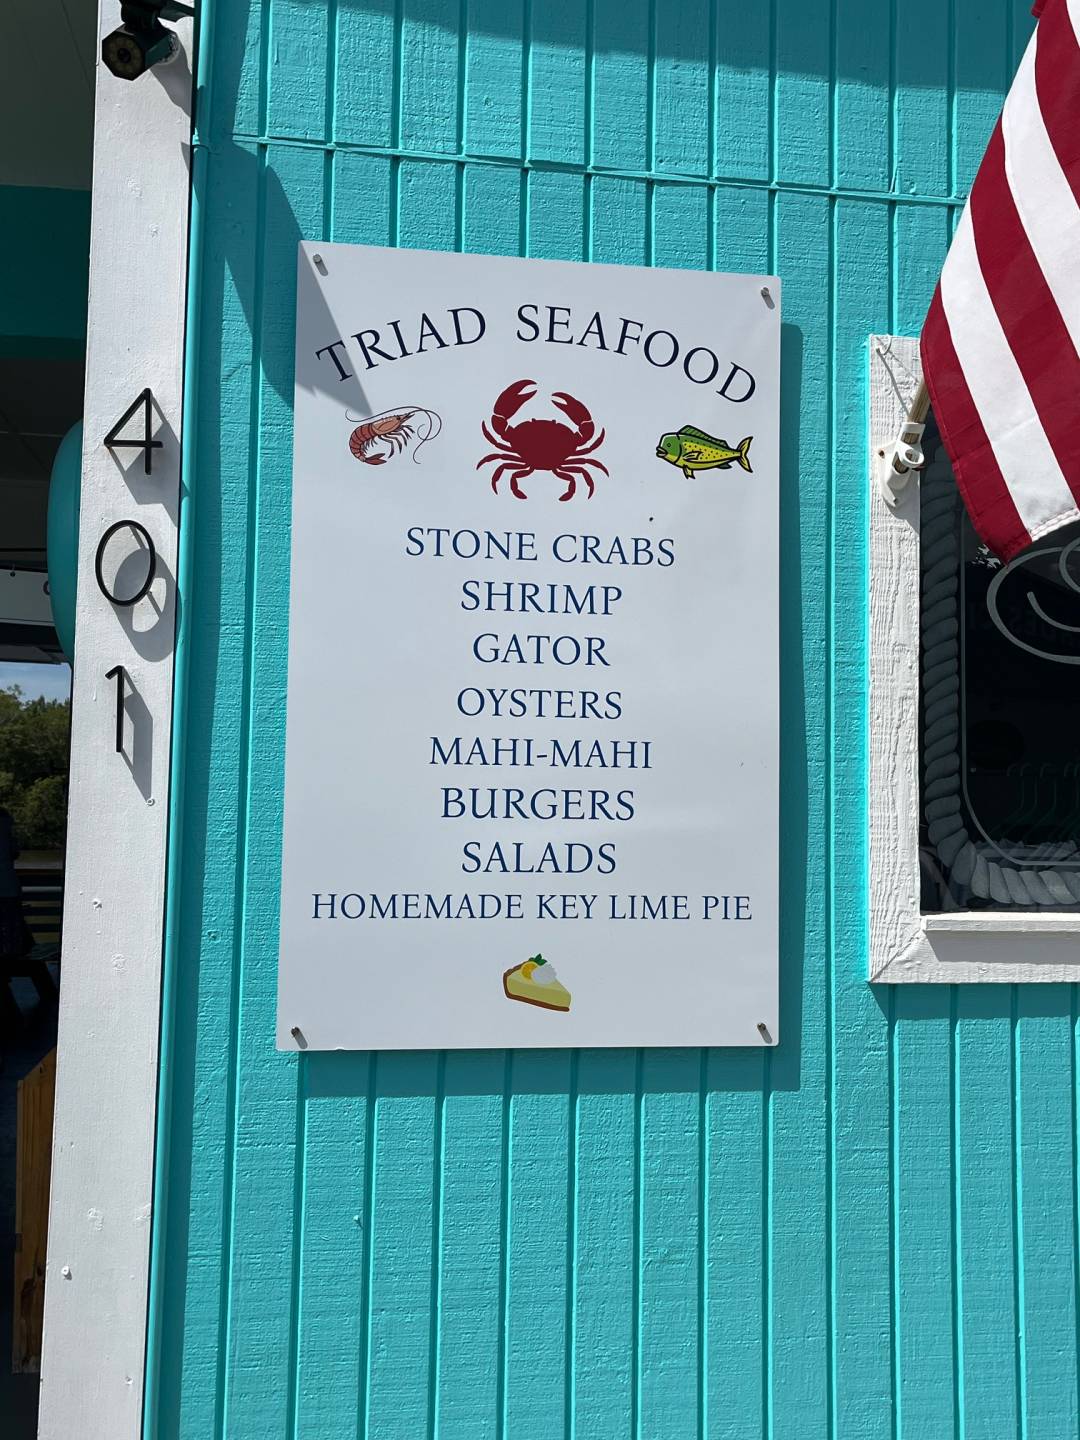 TRIAD SEAFOOD
401
STONE CRABS
SHRIMP
GATOR
OYSTERS
MAHI-MAHI
BURGERS
SALADS
HOMEMADE KEY LIME PIE